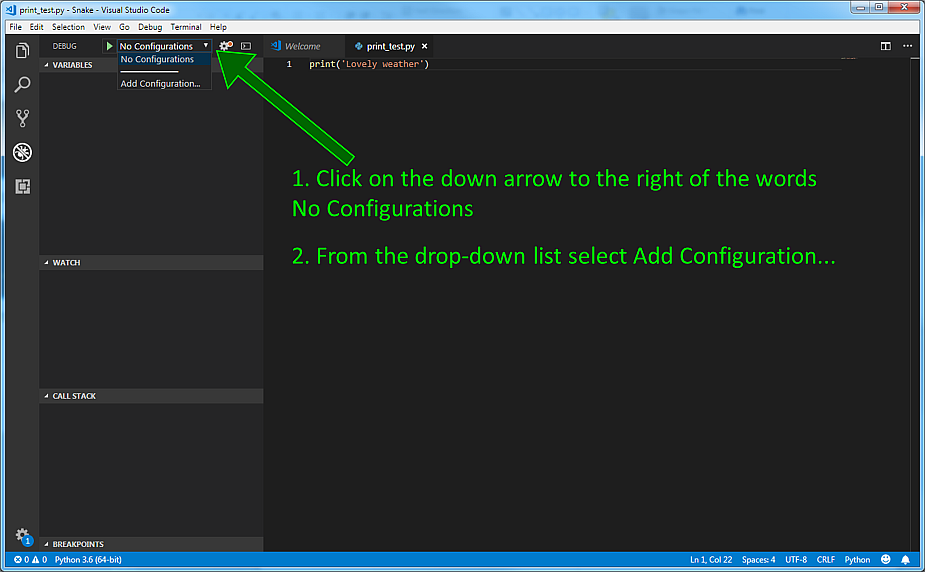 print_test.py - Snake - Visual Studio Code
File Edit Selection View Go Debug Terminal Help
DEBUG No Configurations Welcome print_test.py
No Configurations
Add Configuration...
VARIABLES
1 print('Lovely weather')
1. Click on the down arrow to the right of the words
No Configurations
2. From the drop-down list select Add Configuration...
WATCH
CALL STACK
1
BREAKPOINTS
0 0 Python 3.6 (64-bit) Ln 1, Col 22 Spaces: 4 UTF-8 CRLF Python